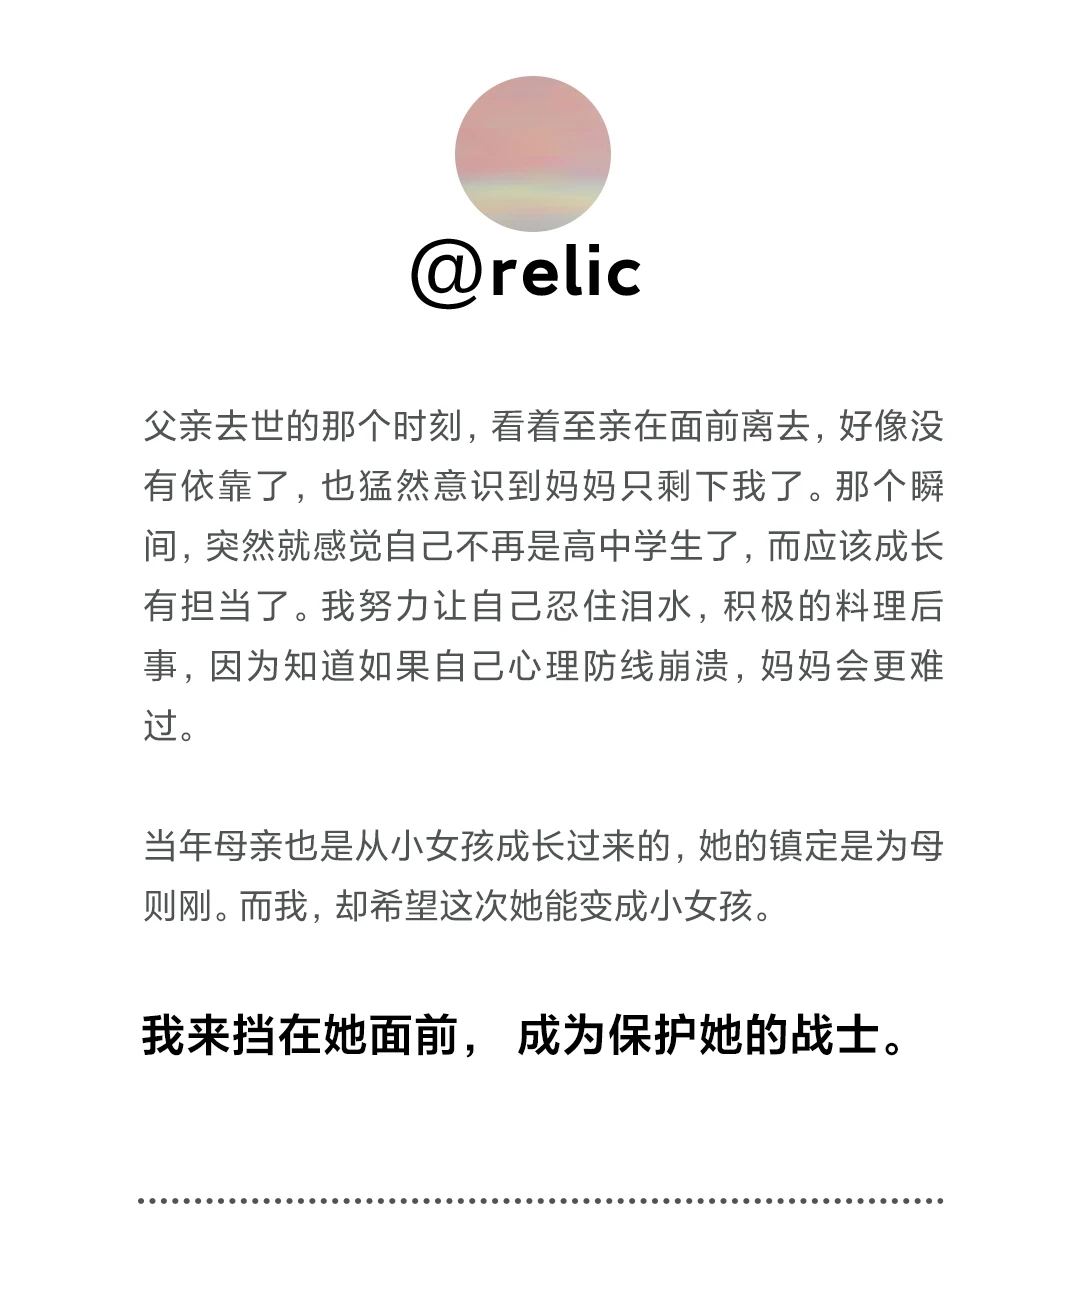 @relic
父亲去世的那个时刻，看着至亲在面前离去，好像没
有依靠了，也猛然意识到妈妈只剩下我了。那个瞬
间，突然就感觉自己不再是高中学生了，而应该成长
有担当了。我努力让自己忍住泪水，积极的料理后
事，因为知道如果自己心理防线崩溃，妈妈会更难
过。
当年母亲也是从小女孩成长过来的，她的镇定是为母
则刚。而我，却希望这次她能变成小女孩。
我来挡在她面前， 成为保护她的战士。